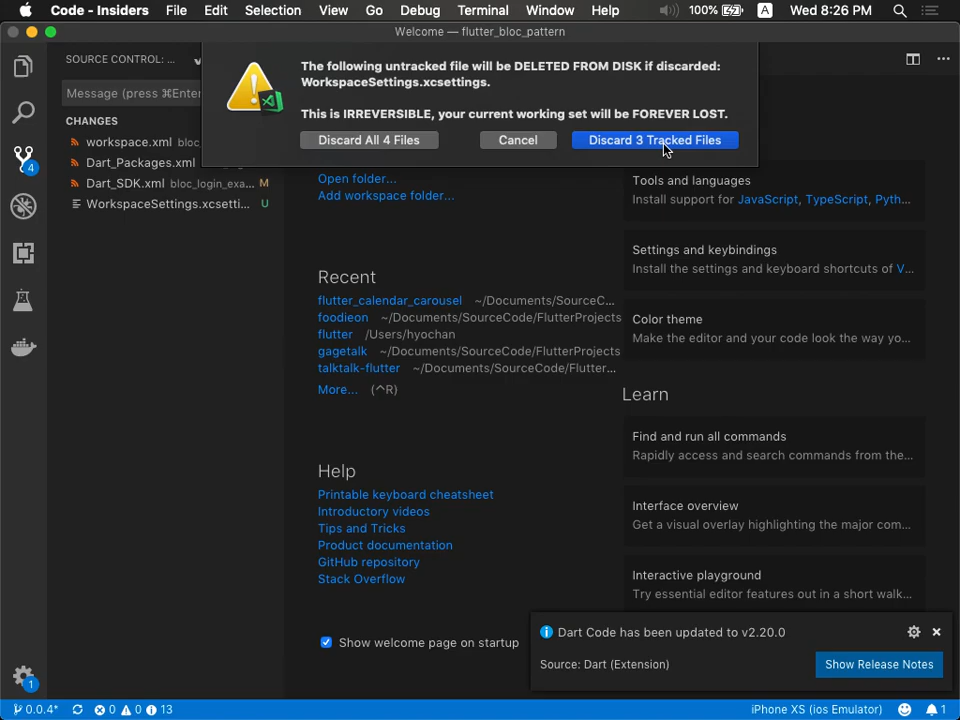 Code - Insiders File Edit Selection View Go Debug Terminal Window Help 100% A Wed 8:26 PM
Welcome — flutter_bloc_pattern
SOURCE CONTROL: ...
Message (press ⌘Enter
CHANGES
workspace.xml bloc_
Dart_Packages.xml
Dart_SDK.xml bloc_login_exa... M
WorkspaceSettings.xcsetti... U
4
1
The following untracked file will be DELETED FROM DISK if discarded:
WorkspaceSettings.xcsettings.
This is IRREVERSIBLE, your current working set will be FOREVER LOST.
Discard All 4 Files Cancel Discard 3 Tracked Files
Open folder...
Add workspace folder...
Recent
flutter_calendar_carousel ~/Documents/SourceC...
foodieon ~/Documents/SourceCode/FlutterProjects
flutter /Users/hyochan
gagetalk ~/Documents/SourceCode/FlutterProjects
talktalk-flutter ~/Documents/SourceCode/Flutter...
More... (^R)
Help
Printable keyboard cheatsheet
Introductory videos
Tips and Tricks
Product documentation
GitHub repository
Stack Overflow
Show welcome page on startup
Tools and languages
Install support for JavaScript, TypeScript, Pyth...
Settings and keybindings
Install the settings and keyboard shortcuts of V...
Color theme
Make the editor and your code look the way yo...
Learn
Find and run all commands
Rapidly access and search commands from the...
Interface overview
Get a visual overlay highlighting the major com...
Interactive playground
Try essential editor features out in a short walk...
Dart Code has been updated to v2.20.0
Source: Dart (Extension)
Show Release Notes
0.0.4* 0 0 13 iPhone XS (ios Emulator) 1